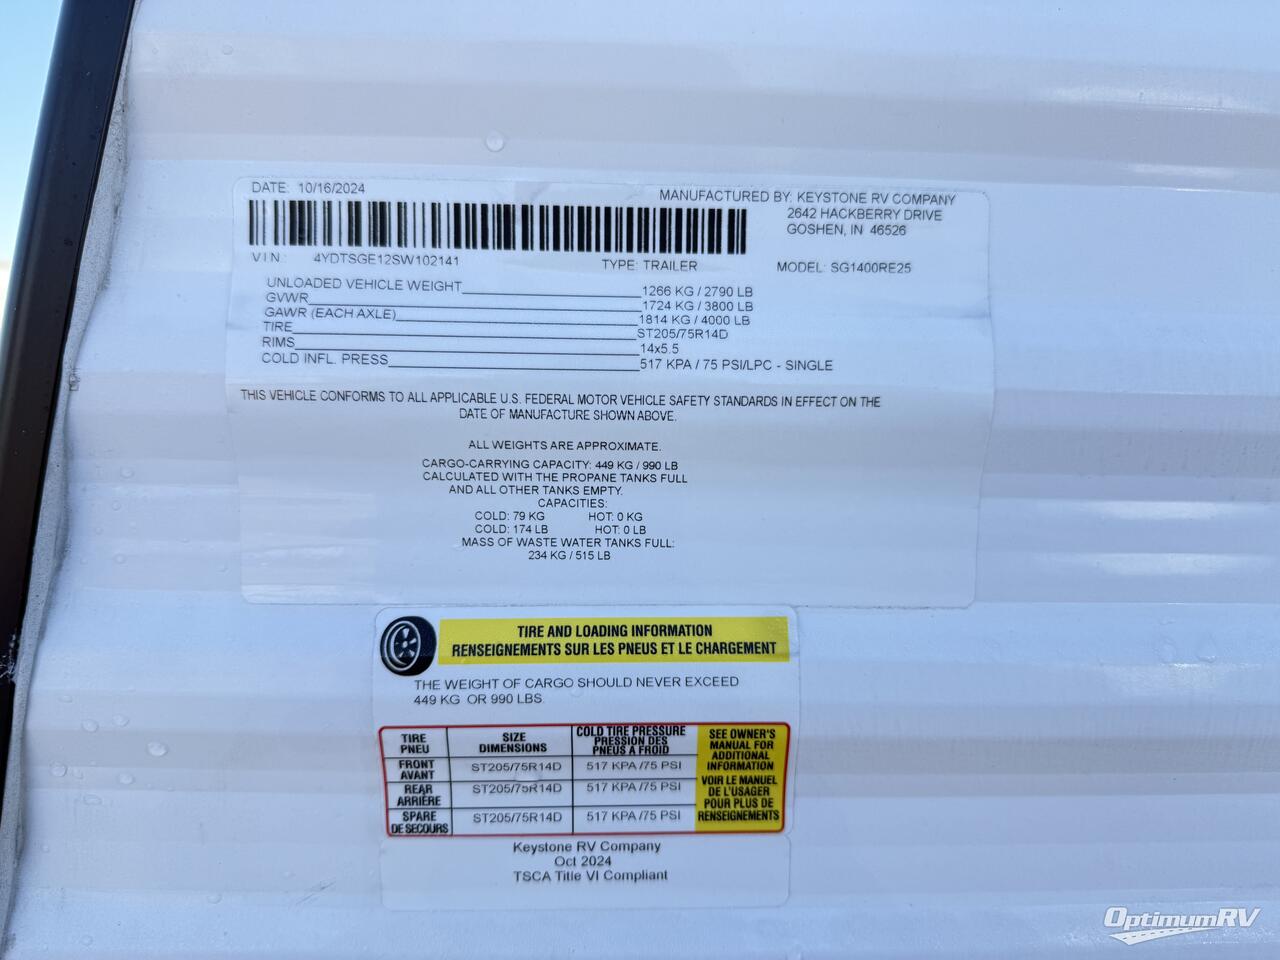 DATE: 10/16/2024
MANUFACTURED BY: KEYSTONE RV COMPANY
2642 HACKBERRY DRIVE
GOSHEN, IN 46526
VIN: 4YDTSGE12SW102141 TYPE: TRAILER MODEL: SG1400RE25
UNLOADED VEHICLE WEIGHT 1266 KG / 2790 LB
GVWR 1724 KG / 3800 LB
GAWR (EACH AXLE) 1814 KG / 4000 LB
TIRE ST205/75R14D
RIMS 14x5.5
COLD INFL. PRESS 517 KPA / 75 PSI/LPC - SINGLE
THIS VEHICLE CONFORMS TO ALL APPLICABLE U.S. FEDERAL MOTOR VEHICLE SAFETY STANDARDS IN EFFECT ON THE
DATE OF MANUFACTURE SHOWN ABOVE.
ALL WEIGHTS ARE APPROXIMATE.
CARGO-CARRYING CAPACITY: 449 KG / 990 LB
CALCULATED WITH THE PROPANE TANKS FULL
AND ALL OTHER TANKS EMPTY.
CAPACITIES:
COLD: 79 KG HOT: 0 KG
COLD: 174 LB HOT: 0 LB
MASS OF WASTE WATER TANKS FULL:
234 KG / 515 LB
TIRE AND LOADING INFORMATION
RENSEIGNEMENTS SUR LES PNEUS ET LE CHARGEMENT
THE WEIGHT OF CARGO SHOULD NEVER EXCEED
449 KG OR 990 LBS.
TIRE
PNEU
SIZE
DIMENSIONS
COLD TIRE PRESSURE
PRESSION DES
PNEUS A FROID
FRONT
AVANT
ST205/75R14D
517 KPA /75 PSI
REAR
ARRIÈRE
ST205/75R14D
517 KPA /75 PSI
SPARE
DE SECOURS
ST205/75R14D
517 KPA /75 PSI
SEE OWNER'S
MANUAL FOR
ADDITIONAL
INFORMATION
VOIR LE MANUEL
DE L'USAGER
POUR PLUS DE
RENSEIGNEMENTS
Keystone RV Company
Oct 2024
TSCA Title VI Compliant
OptimumRV